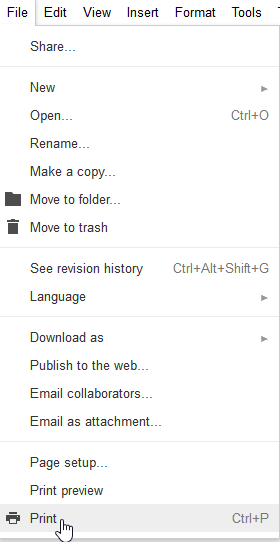 File Edit View Insert Format Tools
Share...
New
Open... Ctrl+O
Rename...
Make a copy...
Move to folder...
Move to trash
See revision history Ctrl+Alt+Shift+G
Language
Download as
Publish to the web...
Email collaborators...
Email as attachment...
Page setup...
Print preview
Print Ctrl+P